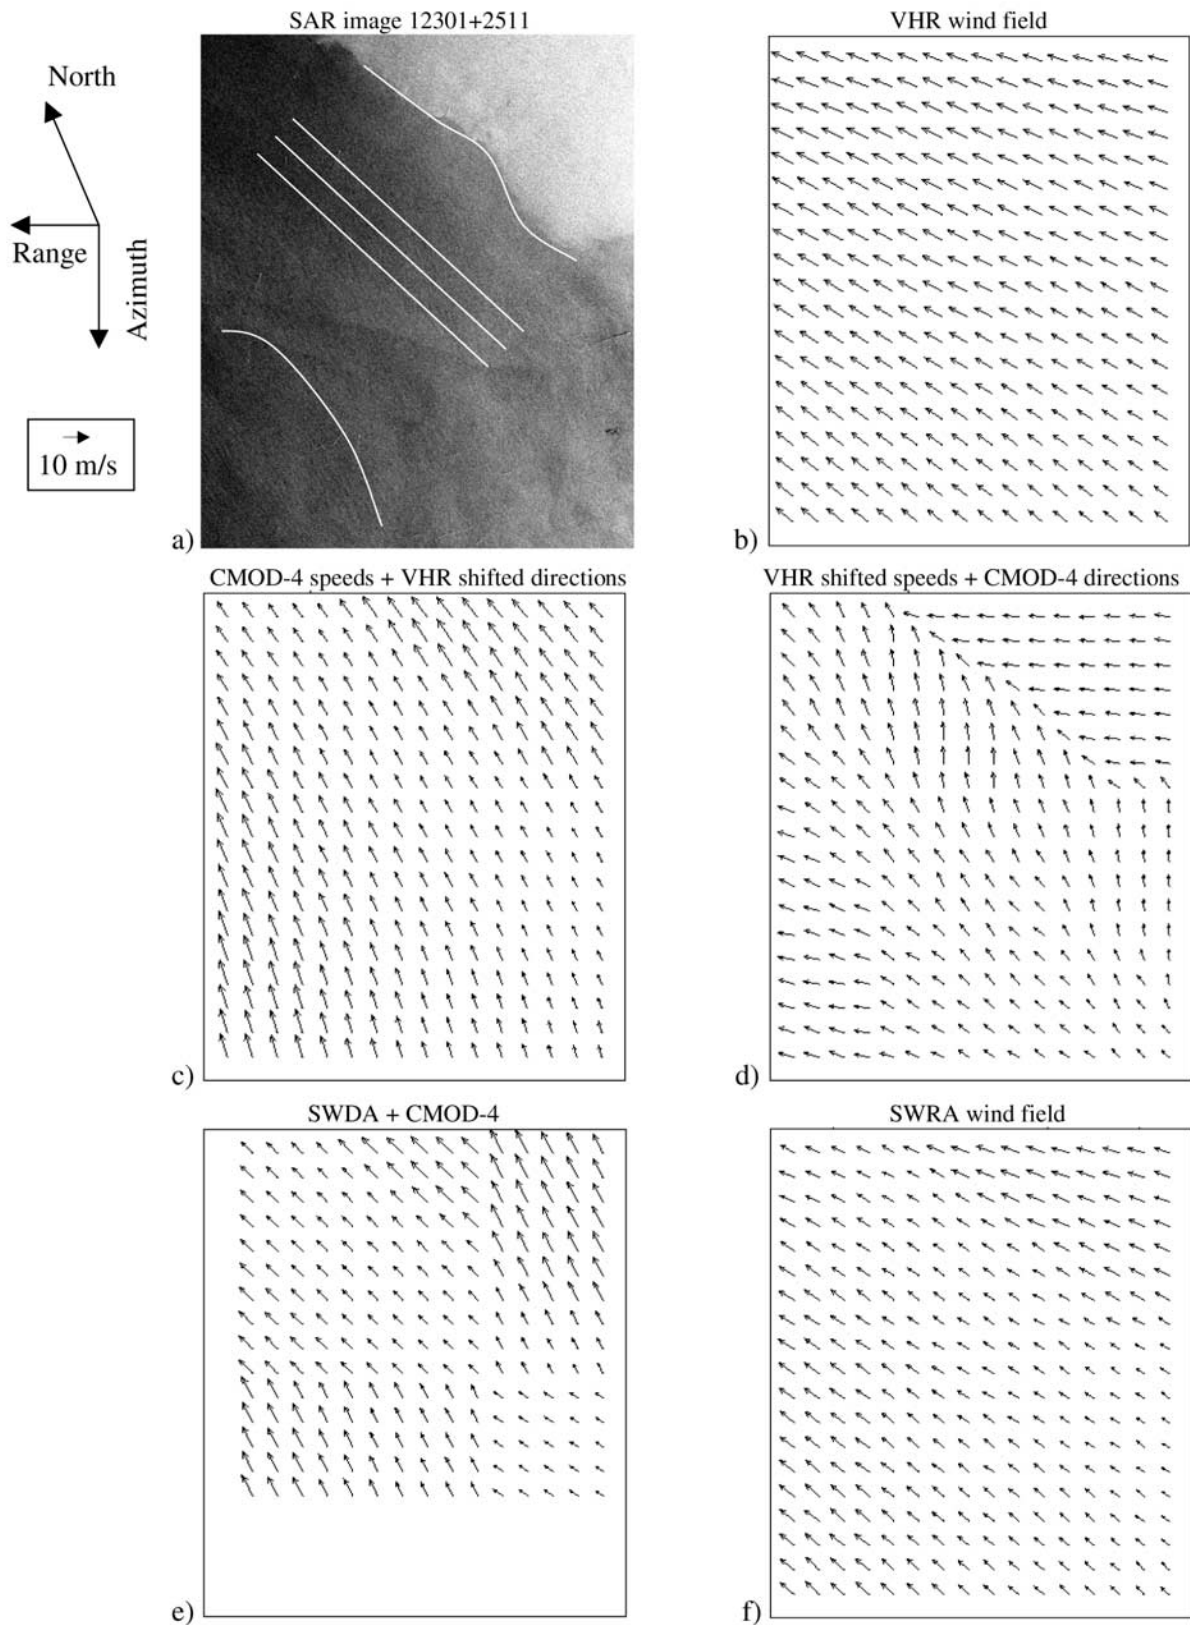 SAR image 12301+2511
VHR wind field
North
Range
Azimuth
10 m/s
a)
b)
CMOD-4 speeds + VHR shifted directions
VHR shifted speeds + CMOD-4 directions
c)
d)
SWDA + CMOD-4
SWRA wind field
e)
f)